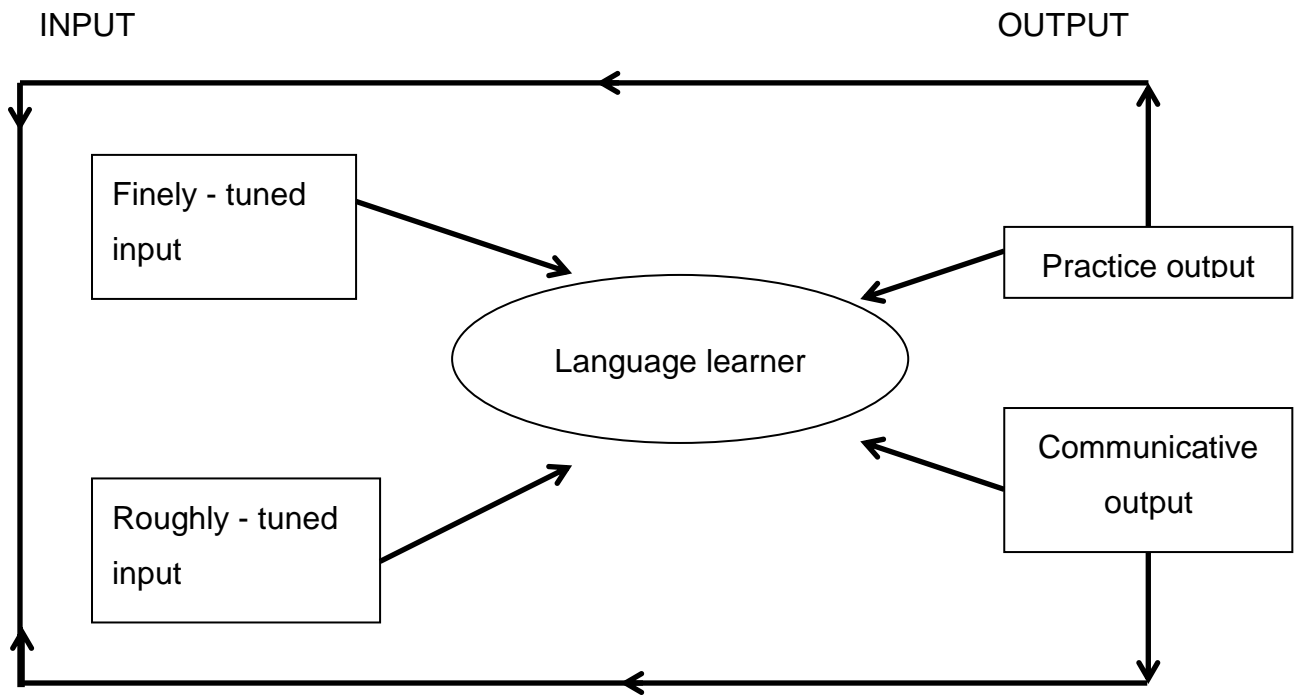 INPUT
OUTPUT
Finely - tuned
input
Practice output
Language learner
Communicative
output
Roughly - tuned
input